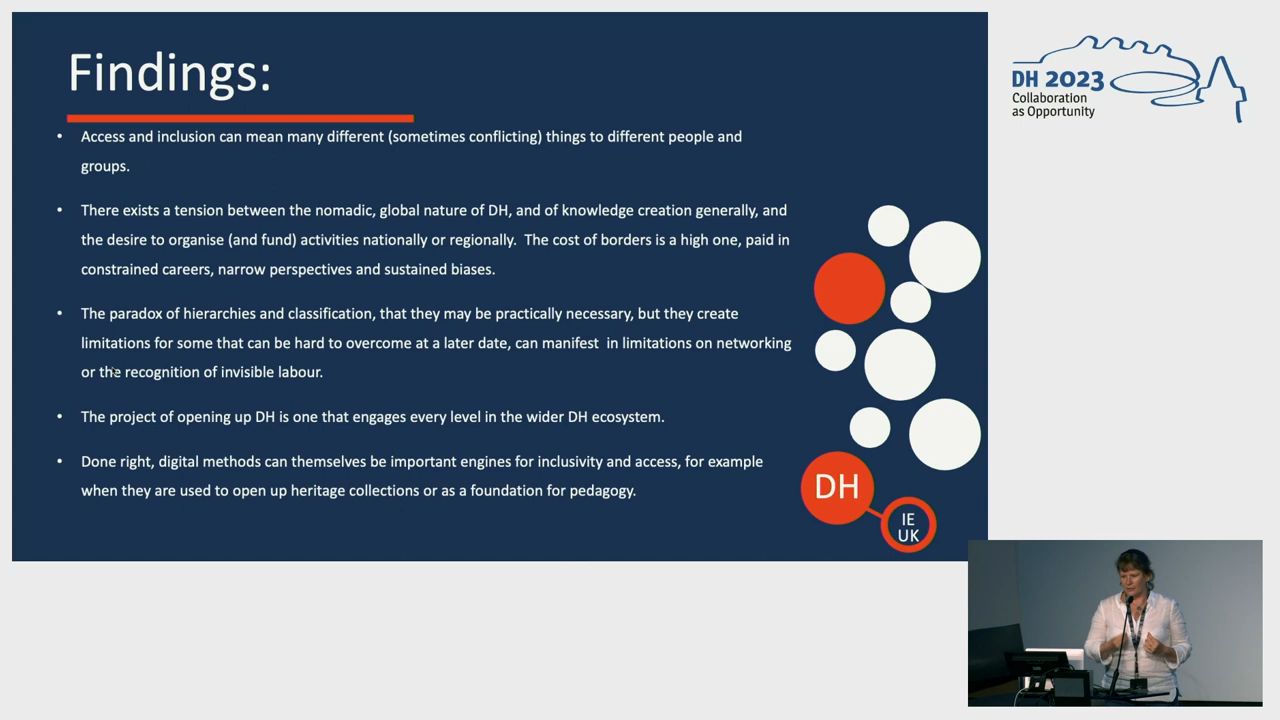 Findings:
• Access and inclusion can mean many different (sometimes conflicting) things to different people and
groups.
• There exists a tension between the nomadic, global nature of DH, and of knowledge creation generally, and
the desire to organise (and fund) activities nationally or regionally.  The cost of borders is a high one, paid in
constrained careers, narrow perspectives and sustained biases.
• The paradox of hierarchies and classification, that they may be practically necessary, but they create
limitations for some that can be hard to overcome at a later date, can manifest  in limitations on networking
or the recognition of invisible labour.
• The project of opening up DH is one that engages every level in the wider DH ecosystem.
• Done right, digital methods can themselves be important engines for inclusivity and access, for example
when they are used to open up heritage collections or as a foundation for pedagogy.
DH
IE
UK
DH 2023
Collaboration
as Opportunity